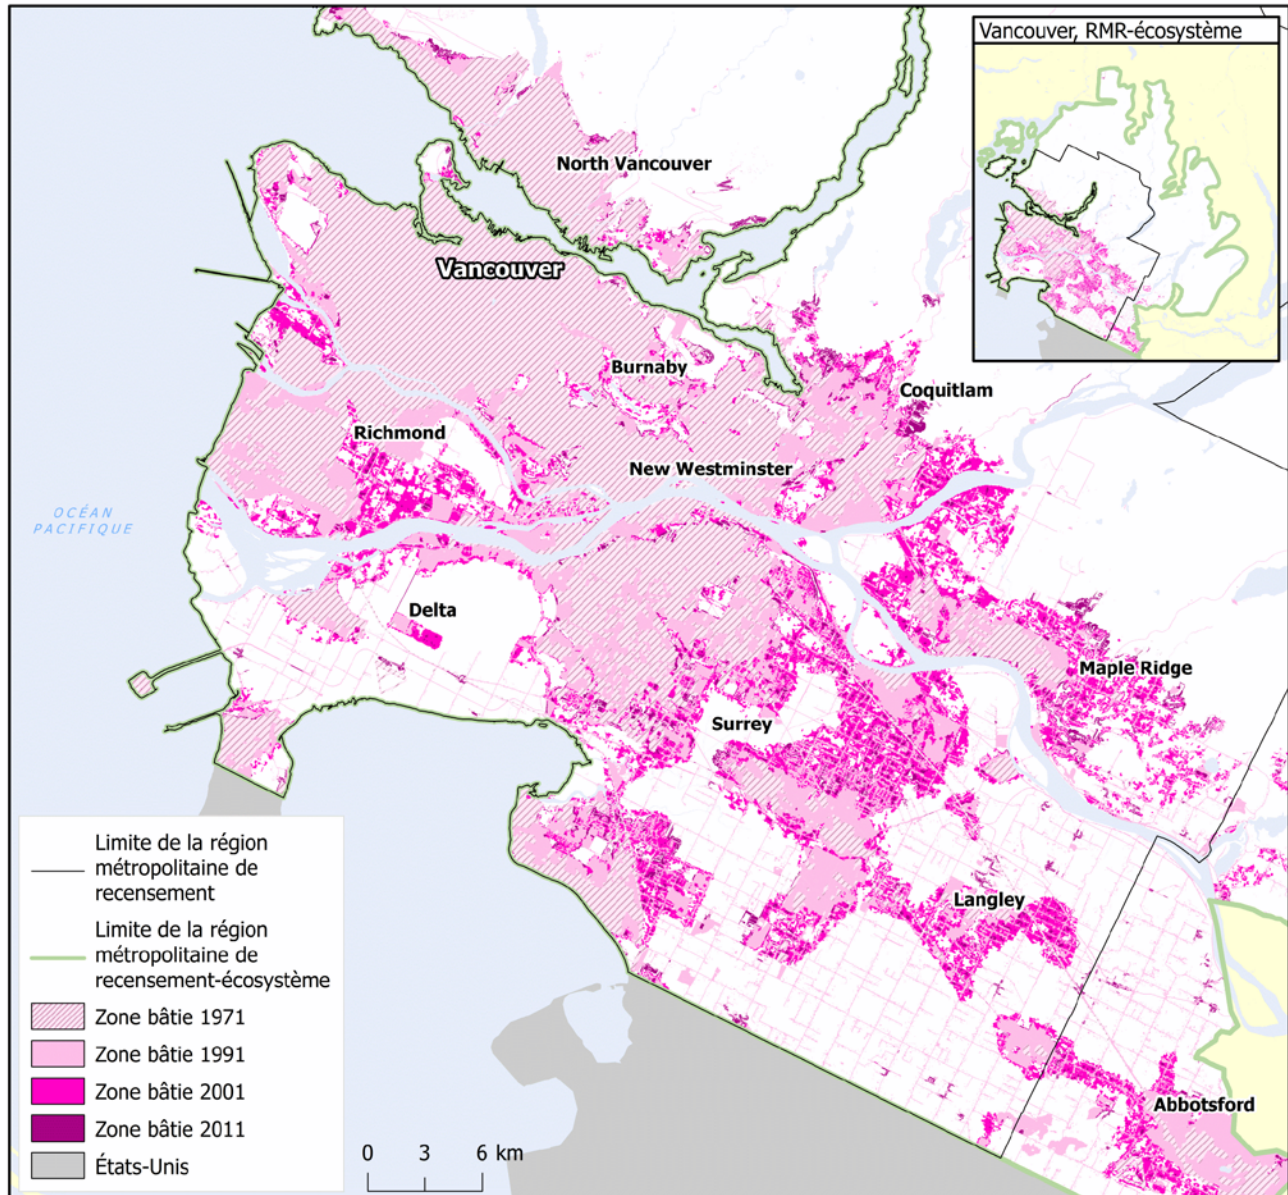 Vancouver, RMR-écosystème
North Vancouver
Vancouver
Burnaby
Coquitlam
Richmond
New Westminster
OCÉAN
PACIFIQUE
Delta
Maple Ridge
Surrey
Langley
Abbotsford
Limite de la région
métropolitaine de
recensement
Limite de la région
métropolitaine de
recensement-écosystème
Zone bâtie 1971
Zone bâtie 1991
Zone bâtie 2001
Zone bâtie 2011
États-Unis
0 3 6 km